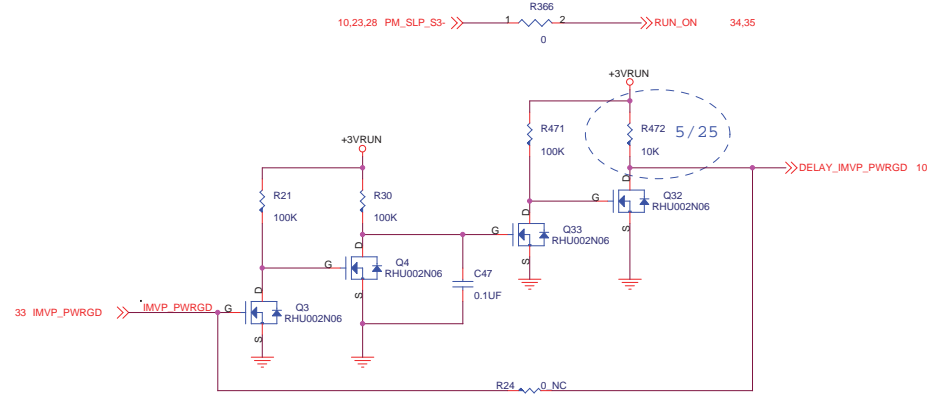 R366
10,23,28 PM_SLP_S3- 1 2 RUN_ON 34,35
0
+3VRUN
R471
100K
R472 5/25
10K
+3VRUN
DELAY_IMVP_PWRGD 10
R21
100K
R30
100K
D
G
Q32
RHU002N06
S
D
G
Q33
RHU002N06
S
D
G
Q4
RHU002N06
S
C47
0.1UF
33 IMVP_PWRGD IMVP_PWRGD
D
G
Q3
RHU002N06
S
R24 0_NC